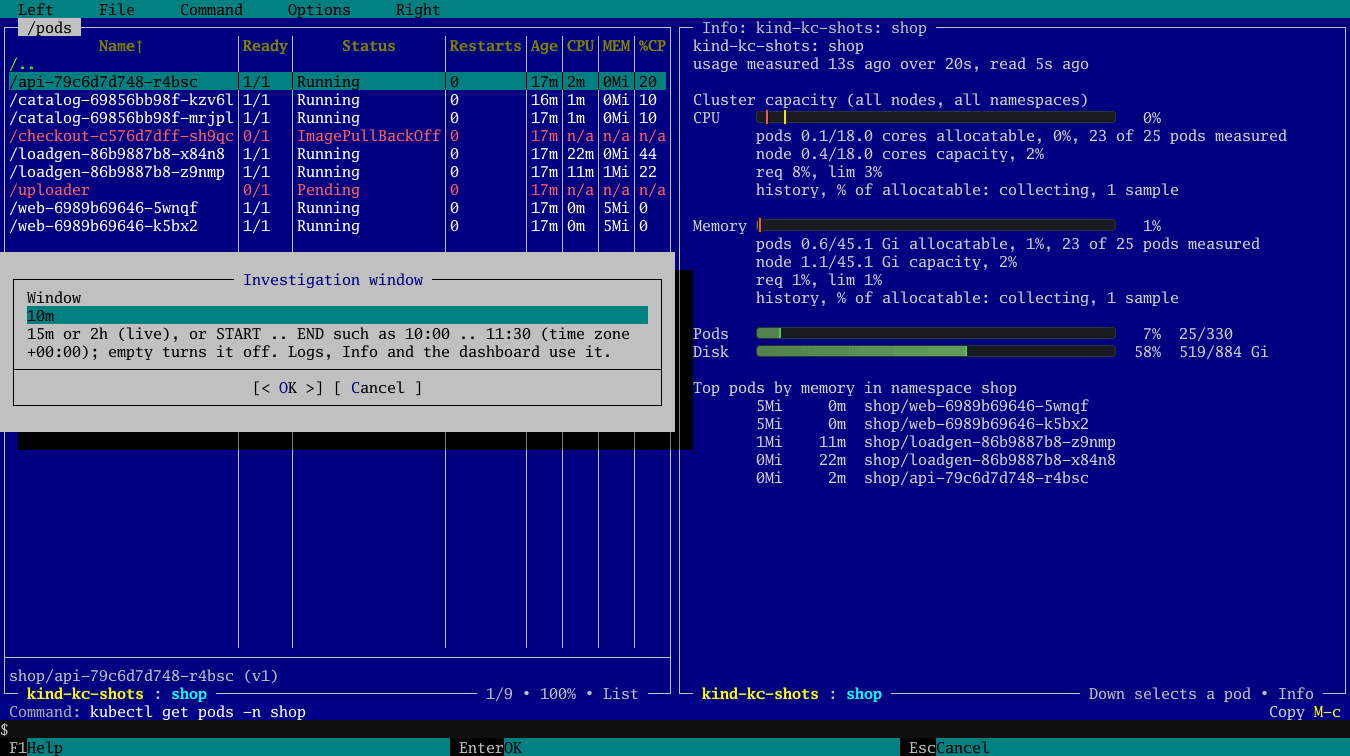 Left File Command Options Right
/pods
Name↑ Ready Status Restarts Age CPU MEM %CP
/..
/api-79c6d7d748-r4bsc 1/1 Running 0 17m 2m 0Mi 20
/catalog-69856bb98f-kzv6l 1/1 Running 0 16m 1m 0Mi 10
/catalog-69856bb98f-mrjpl 1/1 Running 0 17m 1m 0Mi 10
/checkout-c576d7dff-sh9qc 0/1 ImagePullBackOff 0 17m n/a n/a n/a
/loadgen-86b9887b8-x84n8 1/1 Running 0 17m 22m 0Mi 44
/loadgen-86b9887b8-z9nmp 1/1 Running 0 17m 11m 1Mi 22
/uploader 0/1 Pending 0 17m n/a n/a n/a
/web-6989b69646-5wnqf 1/1 Running 0 17m 0m 5Mi 0
/web-6989b69646-k5bx2 1/1 Running 0 17m 0m 5Mi 0
Investigation window
Window
10m
15m or 2h (live), or START .. END such as 10:00 .. 11:30 (time zone
+00:00); empty turns it off. Logs, Info and the dashboard use it.
[< OK >] [ Cancel ]
shop/api-79c6d7d748-r4bsc (v1)
kind-kc-shots : shop 1/9 • 100% • List
Info: kind-kc-shots: shop
kind-kc-shots: shop
usage measured 13s ago over 20s, read 5s ago
Cluster capacity (all nodes, all namespaces)
CPU 0%
pods 0.1/18.0 cores allocatable, 0%, 23 of 25 pods measured
node 0.4/18.0 cores capacity, 2%
req 8%, lim 3%
history, % of allocatable: collecting, 1 sample
Memory 1%
pods 0.6/45.1 Gi allocatable, 1%, 23 of 25 pods measured
node 1.1/45.1 Gi capacity, 2%
req 1%, lim 1%
history, % of allocatable: collecting, 1 sample
Pods 7% 25/330
Disk 58% 519/884 Gi
Top pods by memory in namespace shop
5Mi 0m shop/web-6989b69646-5wnqf
5Mi 0m shop/web-6989b69646-k5bx2
1Mi 11m shop/loadgen-86b9887b8-z9nmp
0Mi 22m shop/loadgen-86b9887b8-x84n8
0Mi 2m shop/api-79c6d7d748-r4bsc
kind-kc-shots : shop Down selects a pod • Info
Command: kubectl get pods -n shop Copy M-c
$
F1Help EnterOK EscCancel